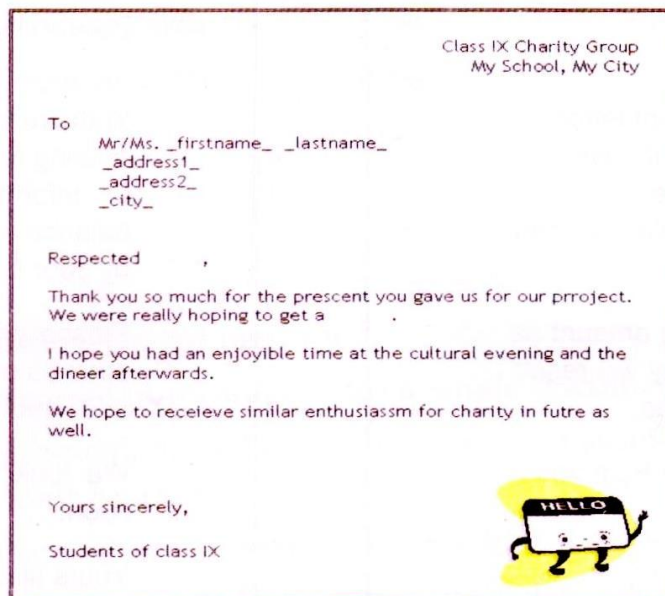 Class IX Charity Group
My School, My City
To
Mr/Ms. _firstname_ _lastname_
_address1_
_address2_
_city_
Respected ,
Thank you so much for the prescent you gave us for our prroject.
We were really hoping to get a .
I hope you had an enjoyible time at the cultural evening and the
dineer afterwards.
We hope to receieve similar enthusiassm for charity in futre as
well.
Yours sincerely,
HELLO
Students of class IX